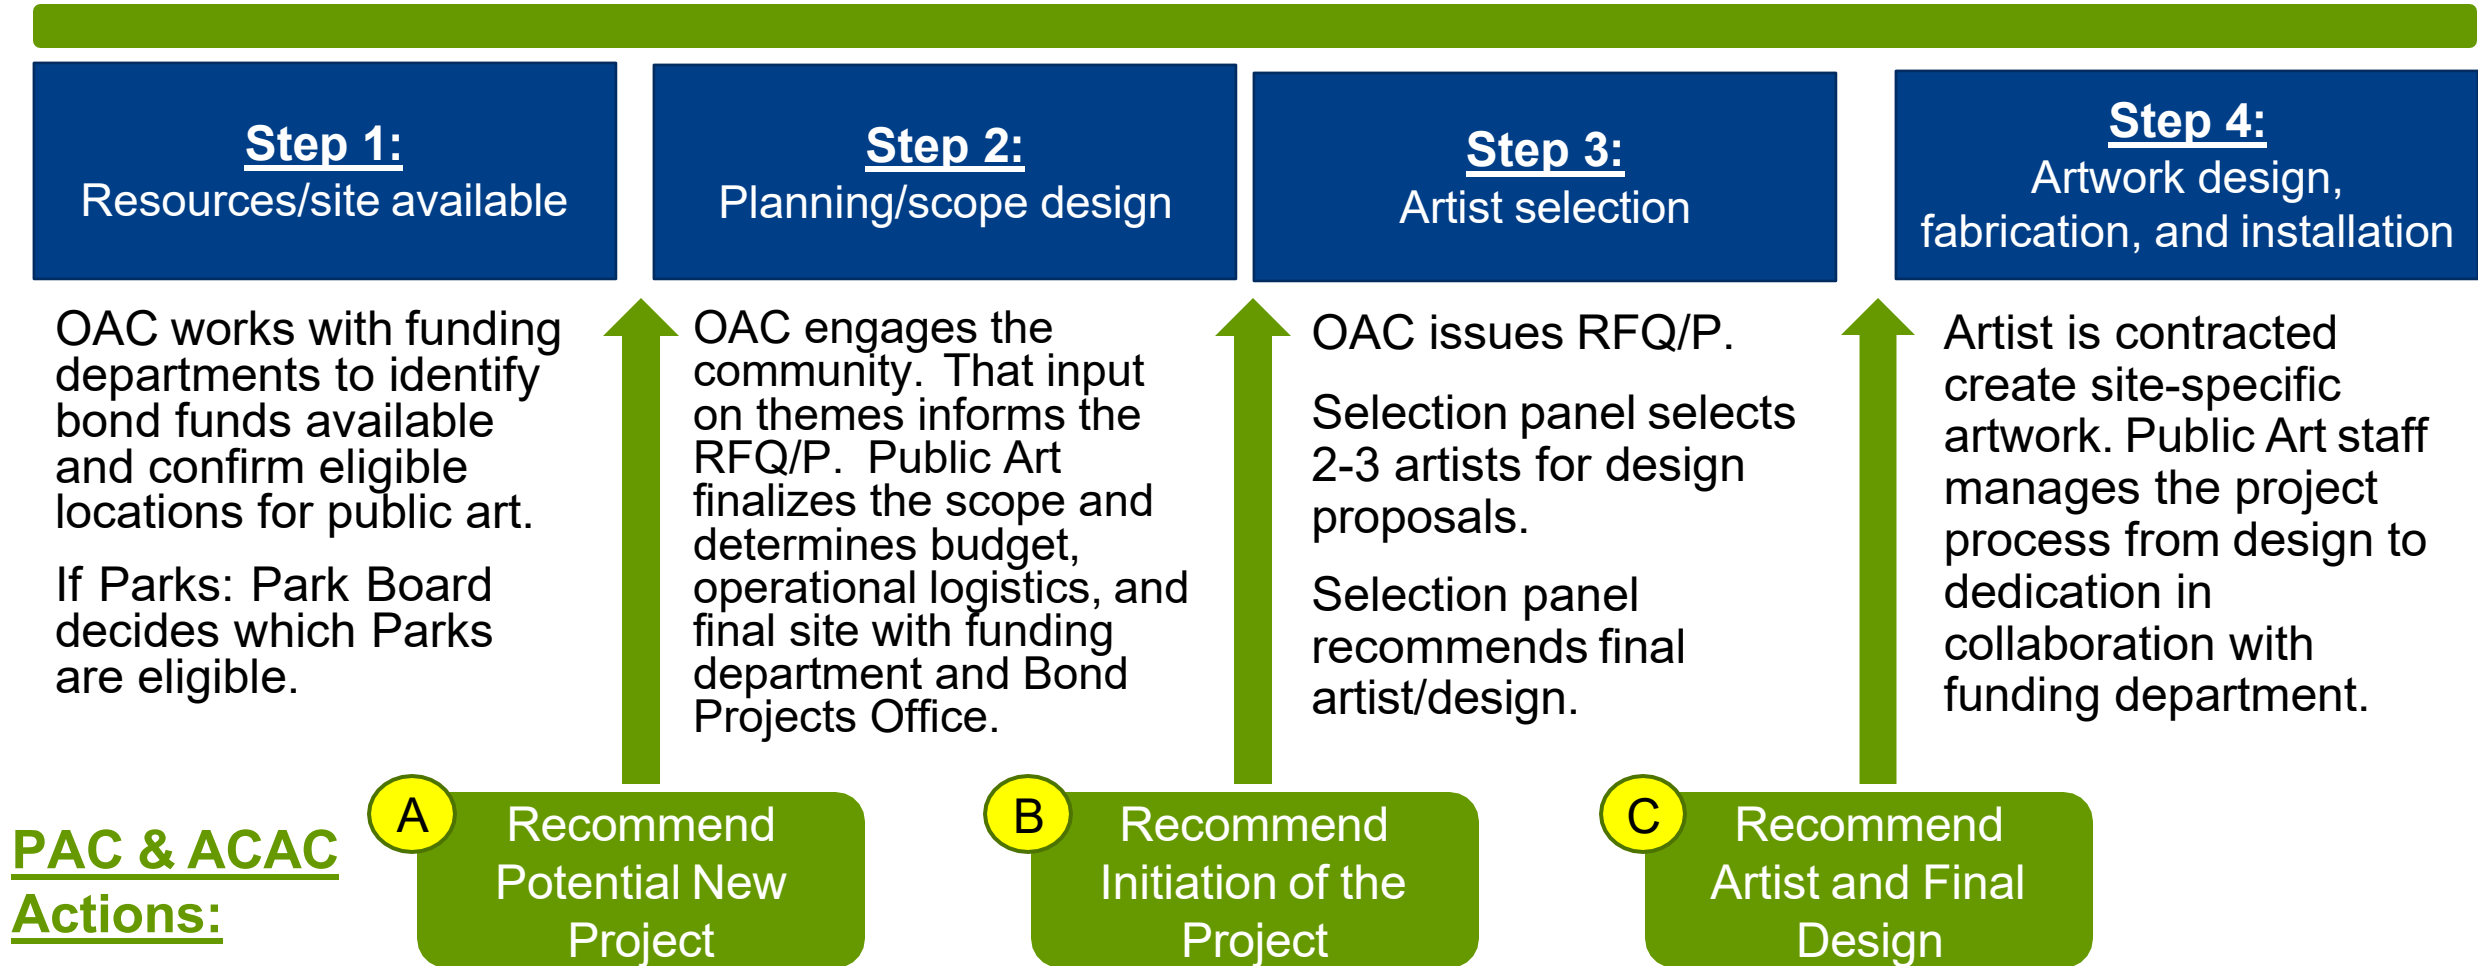 Step 1:
Resources/site available
Step 2:
Planning/scope design
Step 3:
Artist selection
Step 4:
Artwork design,
fabrication, and installation
OAC works with funding
departments to identify
bond funds available
and confirm eligible
locations for public art.
If Parks: Park Board
decides which Parks
are eligible.
OAC engages the
community. That input
on themes informs the
RFQ/P. Public Art
finalizes the scope and
determines budget,
operational logistics, and
final site with funding
department and Bond
Projects Office.
OAC issues RFQ/P.
Selection panel selects
2-3 artists for design
proposals.
Selection panel
recommends final
artist/design.
Artist is contracted
create site-specific
artwork. Public Art staff
manages the project
process from design to
dedication in
collaboration with
funding department.
PAC & ACAC
Actions:
A
Recommend
Potential New
Project
B
Recommend
Initiation of the
Project
C
Recommend
Artist and Final
Design